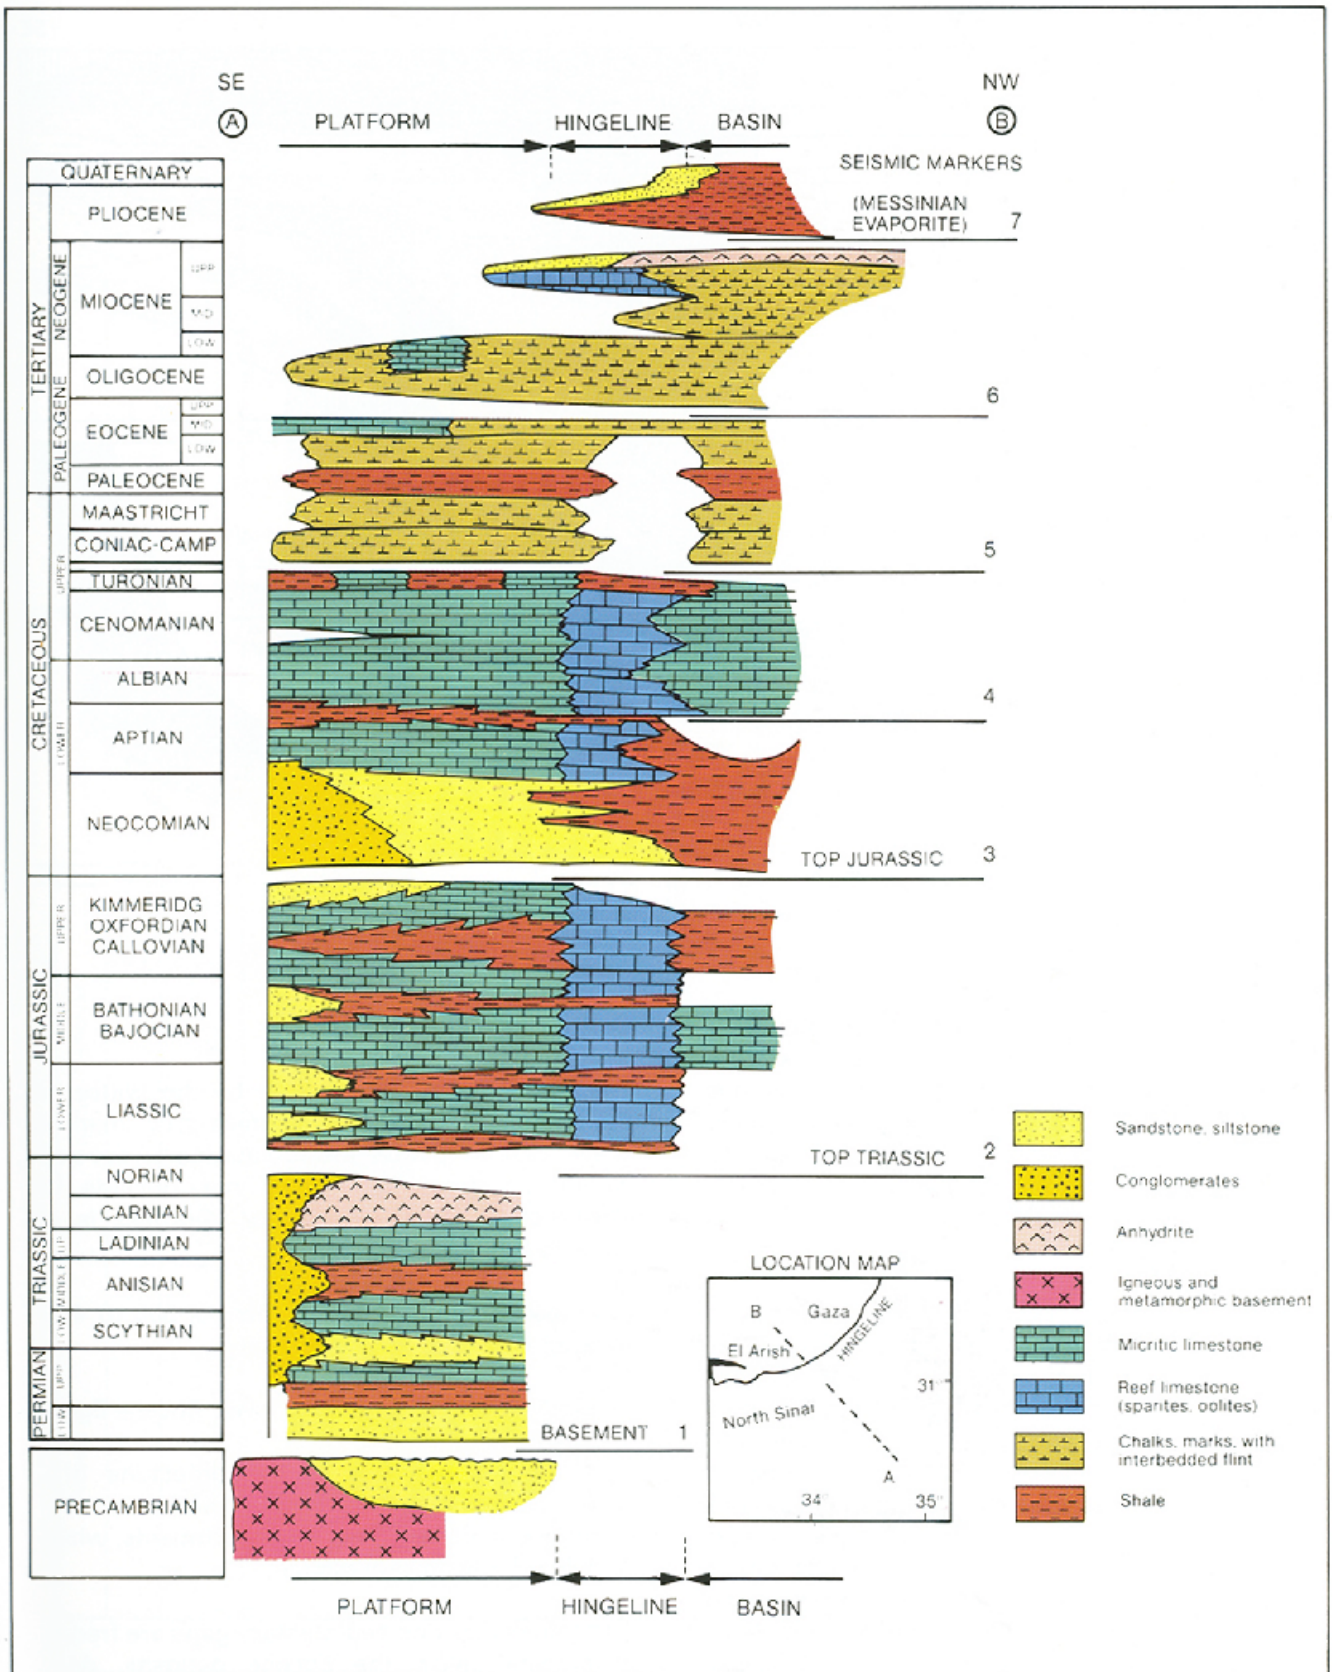 SE
NW
A
B
PLATFORM
HINGELINE
BASIN
SEISMIC MARKERS
(MESSINIAN
EVAPORITE) 7
6
5
4
TOP JURASSIC 3
TOP TRIASSIC 2
BASEMENT 1
QUATERNARY
TERTIARY
NEOGENE
PALEOGENE
PLIOCENE
MIOCENE
UPP
MID
LOW
OLIGOCENE
EOCENE
UPP
MID
LOW
PALEOCENE
CRETACEOUS
UPPER
LOWER
MAASTRICHT
CONIAC-CAMP
TURONIAN
CENOMANIAN
ALBIAN
APTIAN
NEOCOMIAN
JURASSIC
UPPER
MIDDLE
LOWER
KIMMERIDG
OXFORDIAN
CALLOVIAN
BATHONIAN
BAJOCIAN
LIASSIC
TRIASSIC
UP
MIDDLE
LOW
NORIAN
CARNIAN
LADINIAN
ANISIAN
SCYTHIAN
PERMIAN
UPP
LOW
PRECAMBRIAN
PLATFORM
HINGELINE
BASIN
LOCATION MAP
B
Gaza
HINGELINE
El Arish
31°
North Sinai
A
34°
35°
Sandstone, siltstone
Conglomerates
Anhydrite
Igneous and
metamorphic basement
Micritic limestone
Reef limestone
(sparites, oolites)
Chalks, marks, with
interbedded flint
Shale